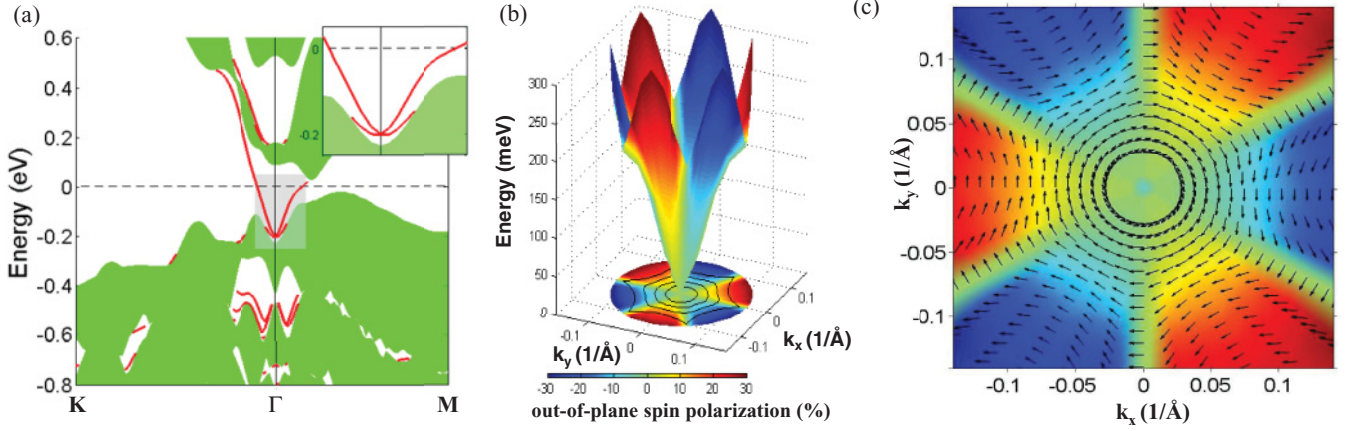 (a)
0.6
0.4
0.2
0
-0.2
-0.4
-0.6
-0.8
Energy (eV)
K
Γ
M
0
-0.2
(b)
300
250
200
150
100
50
0
Energy (meV)
-0.1
0
0.1
k_y (1/Å)
0.1
0
-0.1
k_x (1/Å)
-30 -20 -10 0 10 20 30
out-of-plane spin polarization (%)
(c)
0.1
0.05
0
-0.05
-0.1
k_y (1/Å)
-0.1 -0.05 0 0.05 0.1
k_x (1/Å)